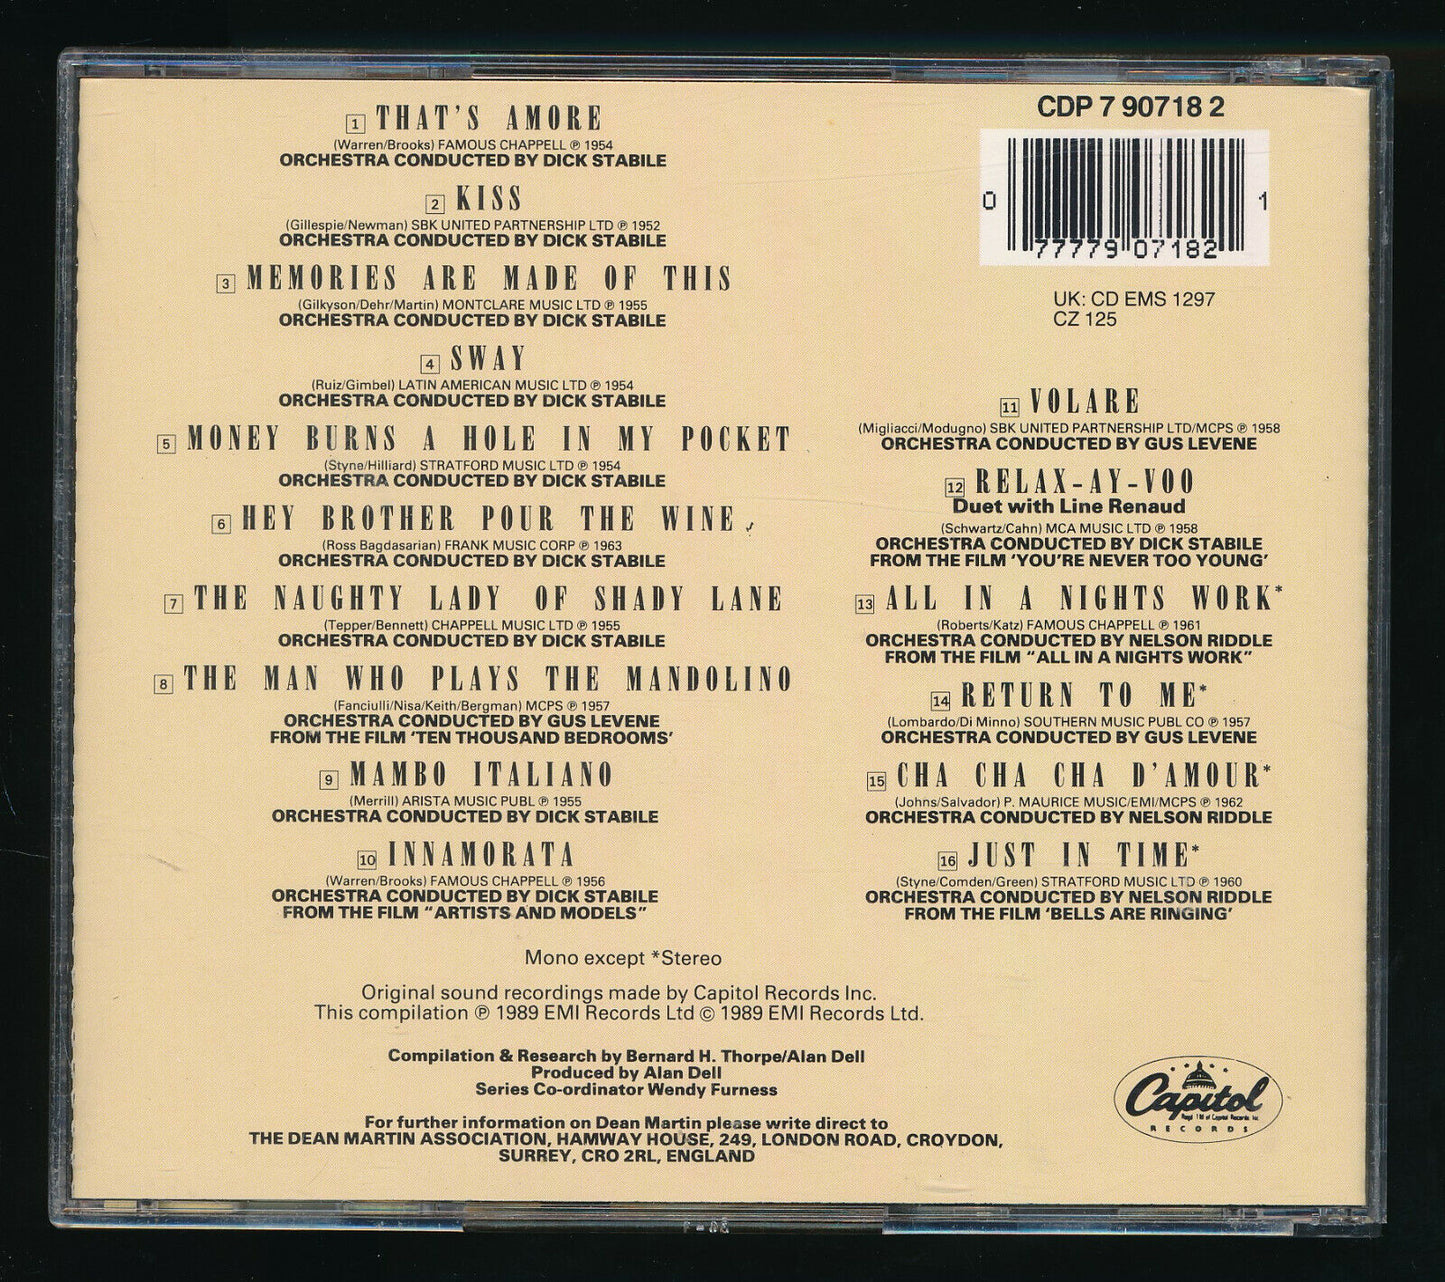 1 THAT'S AMORE
(Warren/Brooks) FAMOUS CHAPPELL ℗ 1954
ORCHESTRA CONDUCTED BY DICK STABILE
2 KISS
(Gillespie/Newman) SBK UNITED PARTNERSHIP LTD ℗ 1952
ORCHESTRA CONDUCTED BY DICK STABILE
3 MEMORIES ARE MADE OF THIS
(Gilkyson/Dehr/Martin) MONTCLARE MUSIC LTD ℗ 1955
ORCHESTRA CONDUCTED BY DICK STABILE
4 SWAY
(Ruiz/Gimbel) LATIN AMERICAN MUSIC LTD ℗ 1954
ORCHESTRA CONDUCTED BY DICK STABILE
5 MONEY BURNS A HOLE IN MY POCKET
(Styne/Hilliard) STRATFORD MUSIC LTD ℗ 1954
ORCHESTRA CONDUCTED BY DICK STABILE
6 HEY BROTHER POUR THE WINE
(Ross Bagdasarian) FRANK MUSIC CORP ℗ 1963
ORCHESTRA CONDUCTED BY DICK STABILE
7 THE NAUGHTY LADY OF SHADY LANE
(Tepper/Bennett) CHAPPELL MUSIC LTD ℗ 1955
ORCHESTRA CONDUCTED BY DICK STABILE
8 THE MAN WHO PLAYS THE MANDOLINO
(Fanciulli/Nisa/Keith/Bergman) MCPS ℗ 1957
ORCHESTRA CONDUCTED BY GUS LEVENE
FROM THE FILM 'TEN THOUSAND BEDROOMS'
9 MAMBO ITALIANO
(Merrill) ARISTA MUSIC PUBL ℗ 1955
ORCHESTRA CONDUCTED BY DICK STABILE
10 INNAMORATA
(Warren/Brooks) FAMOUS CHAPPELL ℗ 1956
ORCHESTRA CONDUCTED BY DICK STABILE
FROM THE FILM "ARTISTS AND MODELS"
CDP 7 90718 2
0 77779 07182 1
UK: CD EMS 1297
CZ 125
11 VOLARE
(Migliacci/Modugno) SBK UNITED PARTNERSHIP LTD/MCPS ℗ 1958
ORCHESTRA CONDUCTED BY GUS LEVENE
12 RELAX-AY-VOO
Duet with Line Renaud
(Schwartz/Cahn) MCA MUSIC LTD ℗ 1958
ORCHESTRA CONDUCTED BY DICK STABILE
FROM THE FILM 'YOU'RE NEVER TOO YOUNG'
13 ALL IN A NIGHTS WORK*
(Roberts/Katz) FAMOUS CHAPPELL ℗ 1961
ORCHESTRA CONDUCTED BY NELSON RIDDLE
FROM THE FILM "ALL IN A NIGHTS WORK"
14 RETURN TO ME*
(Lombardo/Di Minno) SOUTHERN MUSIC PUBL CO ℗ 1957
ORCHESTRA CONDUCTED BY GUS LEVENE
15 CHA CHA CHA D'AMOUR*
(Johns/Salvador) P. MAURICE MUSIC/EMI/MCPS ℗ 1962
ORCHESTRA CONDUCTED BY NELSON RIDDLE
16 JUST IN TIME*
(Styne/Comden/Green) STRATFORD MUSIC LTD ℗ 1960
ORCHESTRA CONDUCTED BY NELSON RIDDLE
FROM THE FILM 'BELLS ARE RINGING'
Mono except *Stereo
Original sound recordings made by Capitol Records Inc.
This compilation ℗ 1989 EMI Records Ltd © 1989 EMI Records Ltd.
Compilation & Research by Bernard H. Thorpe/Alan Dell
Produced by Alan Dell
Series Co-ordinator Wendy Furness
For further information on Dean Martin please write direct to
THE DEAN MARTIN ASSOCIATION, HAMWAY HOUSE, 249, LONDON ROAD, CROYDON,
SURREY, CRO 2RL, ENGLAND
Capitol
RECORDS